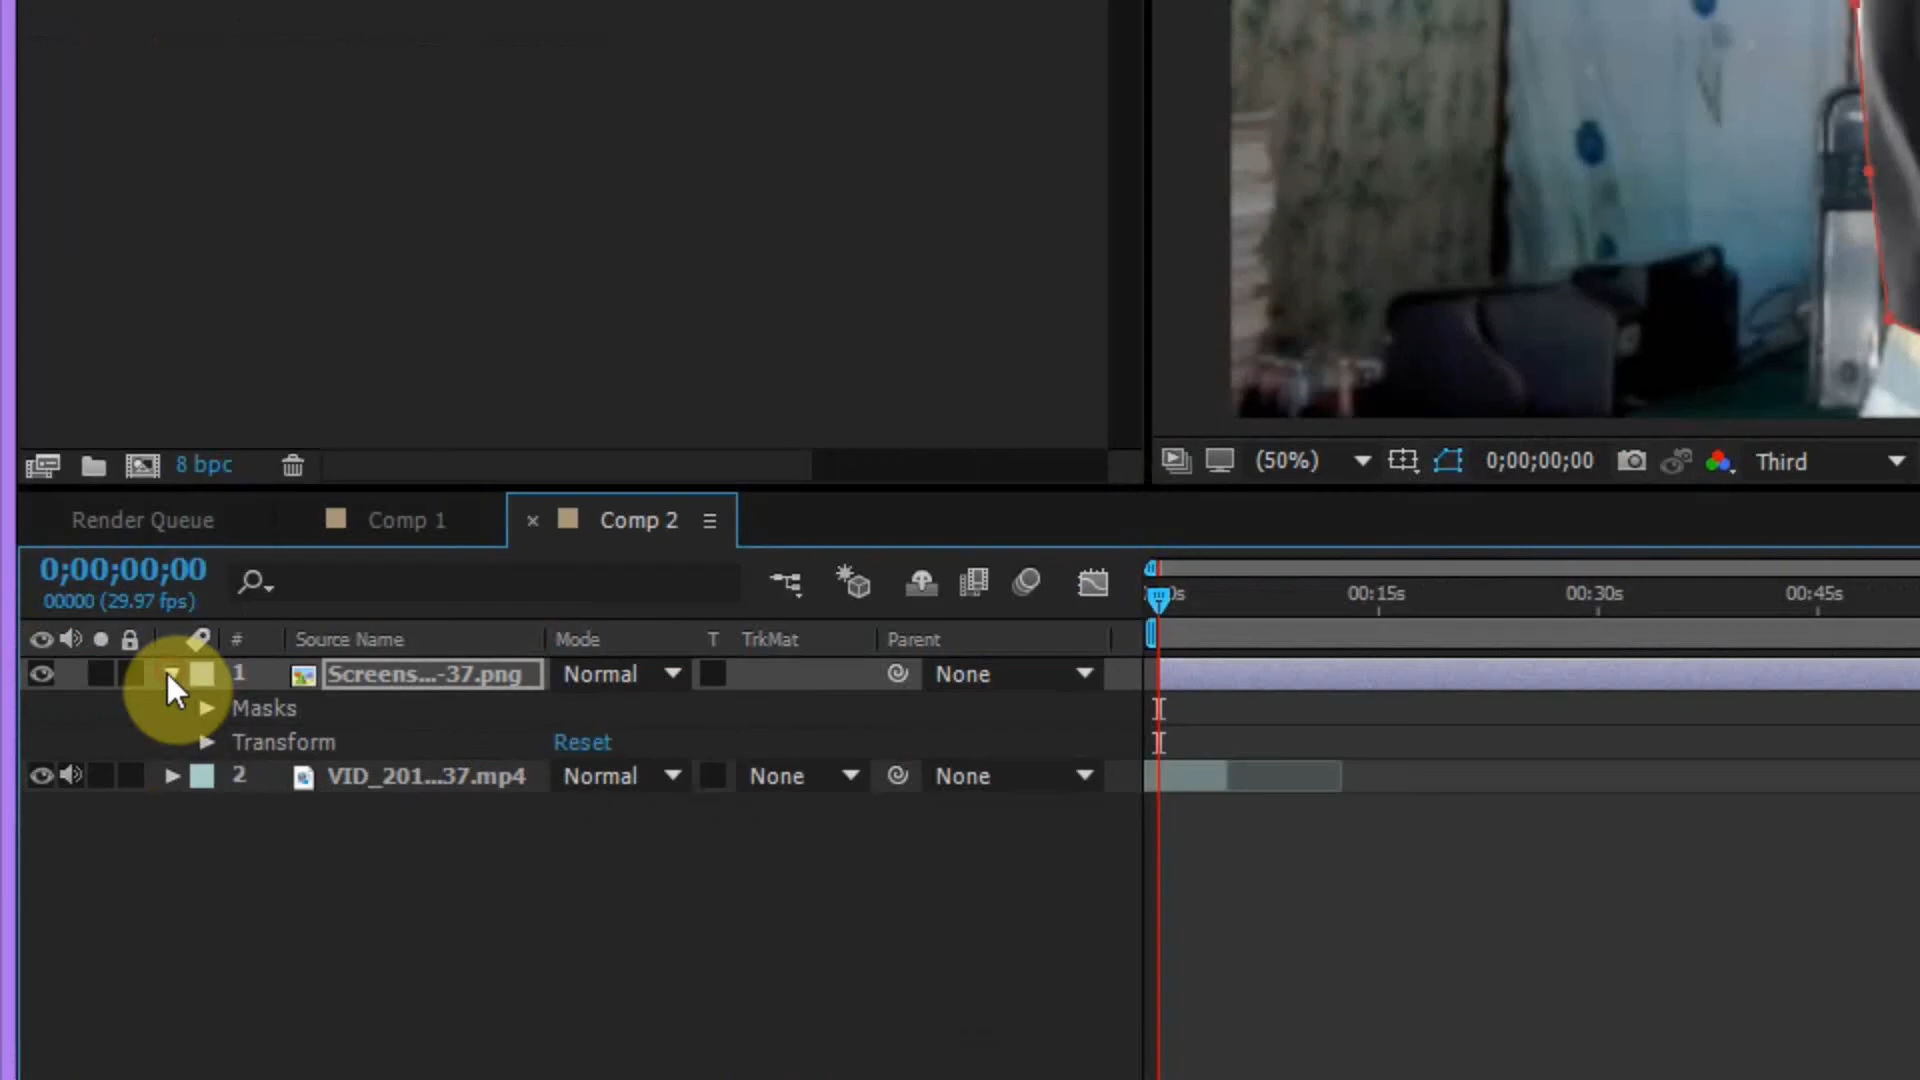 8 bpc
(50%) 0;00;00;00 Third
Render Queue Comp 1 × Comp 2
0;00;00;00
00000 (29.97 fps)
00:15s 00:30s 00:45s
# Source Name Mode T TrkMat Parent
1 Screens...-37.png Normal None
Masks
Transform Reset
2 VID_201...37.mp4 Normal None None